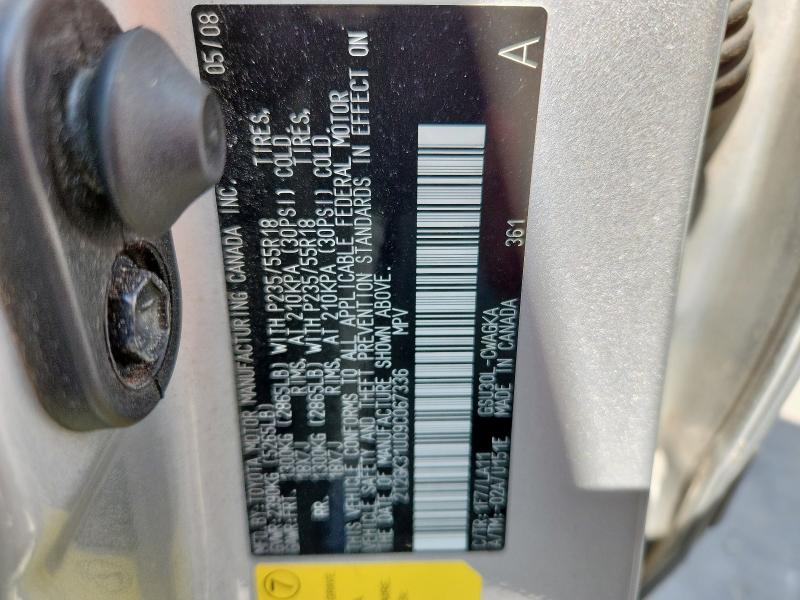 MFD.BY:TOYOTA MOTOR MANUFACTURING CANADA INC. 05/08
GVWR:2390KG (5265LB)
GAWR:FRT. 1300KG (2865LB) WITH P235/55R18 TIRES,
18X7J RIMS, AT 210KPA (30PSI) COLD
RR. 1300KG (2865LB) WITH P235/55R18 TIRES,
18X7J RIMS, AT 210KPA (30PSI) COLD.
THIS VEHICLE CONFORMS TO ALL APPLICABLE FEDERAL MOTOR
VEHICLE SAFETY AND THEFT PREVENTION STANDARDS IN EFFECT ON
THE DATE OF MANUFACTURE SHOWN ABOVE.
2T2GK31U09C067336 MPV
361
C/TR: 1F7/LA11 GSU30L-CWAGKA
A/TM: -02A/U151E MADE IN CANADA
A
7